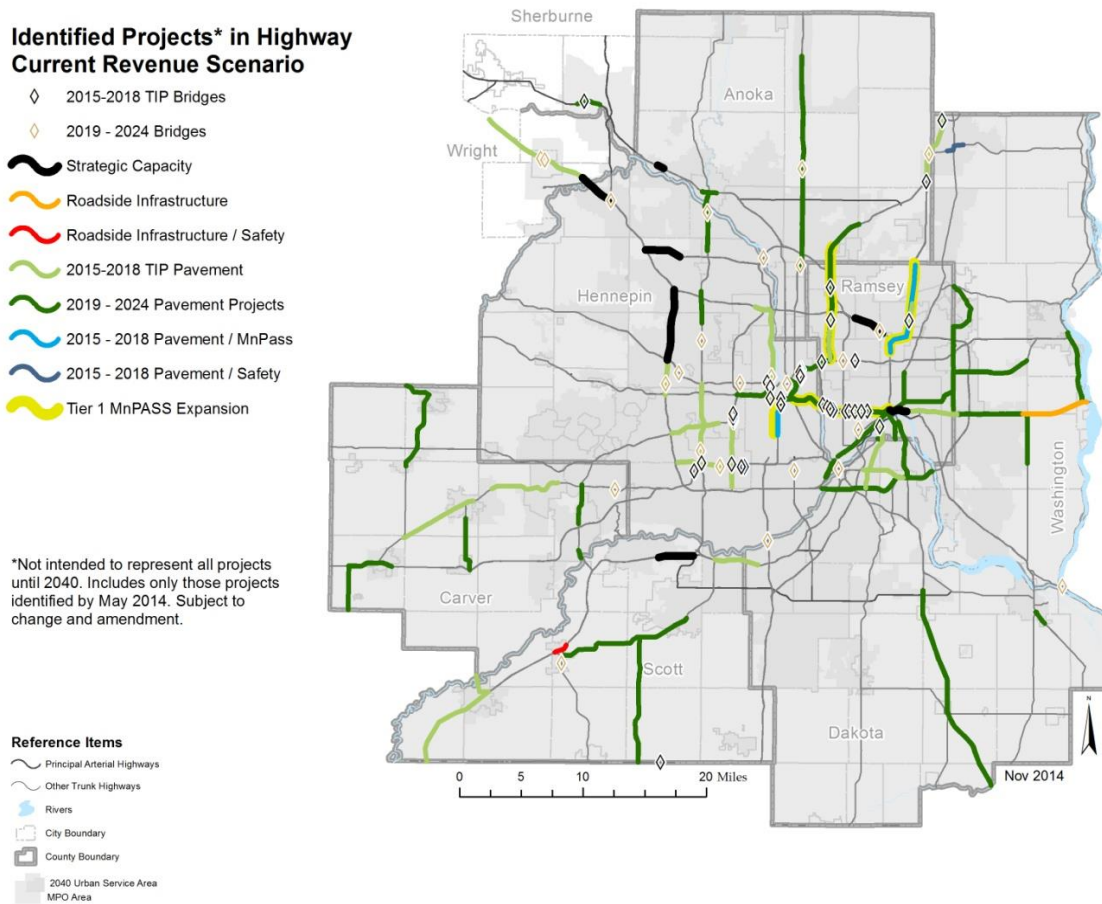 Identified Projects* in Highway
Current Revenue Scenario
2015-2018 TIP Bridges
2019 - 2024 Bridges
Strategic Capacity
Roadside Infrastructure
Roadside Infrastructure / Safety
2015-2018 TIP Pavement
2019 - 2024 Pavement Projects
2015 - 2018 Pavement / MnPass
2015 - 2018 Pavement / Safety
Tier 1 MnPASS Expansion
*Not intended to represent all projects
until 2040. Includes only those projects
identified by May 2014. Subject to
change and amendment.
Reference Items
Principal Arterial Highways
Other Trunk Highways
Rivers
City Boundary
County Boundary
2040 Urban Service Area
MPO Area
Sherburne
Anoka
Wright
Hennepin
Ramsey
Washington
Carver
Scott
Dakota
0 5 10 20 Miles
N
Nov 2014